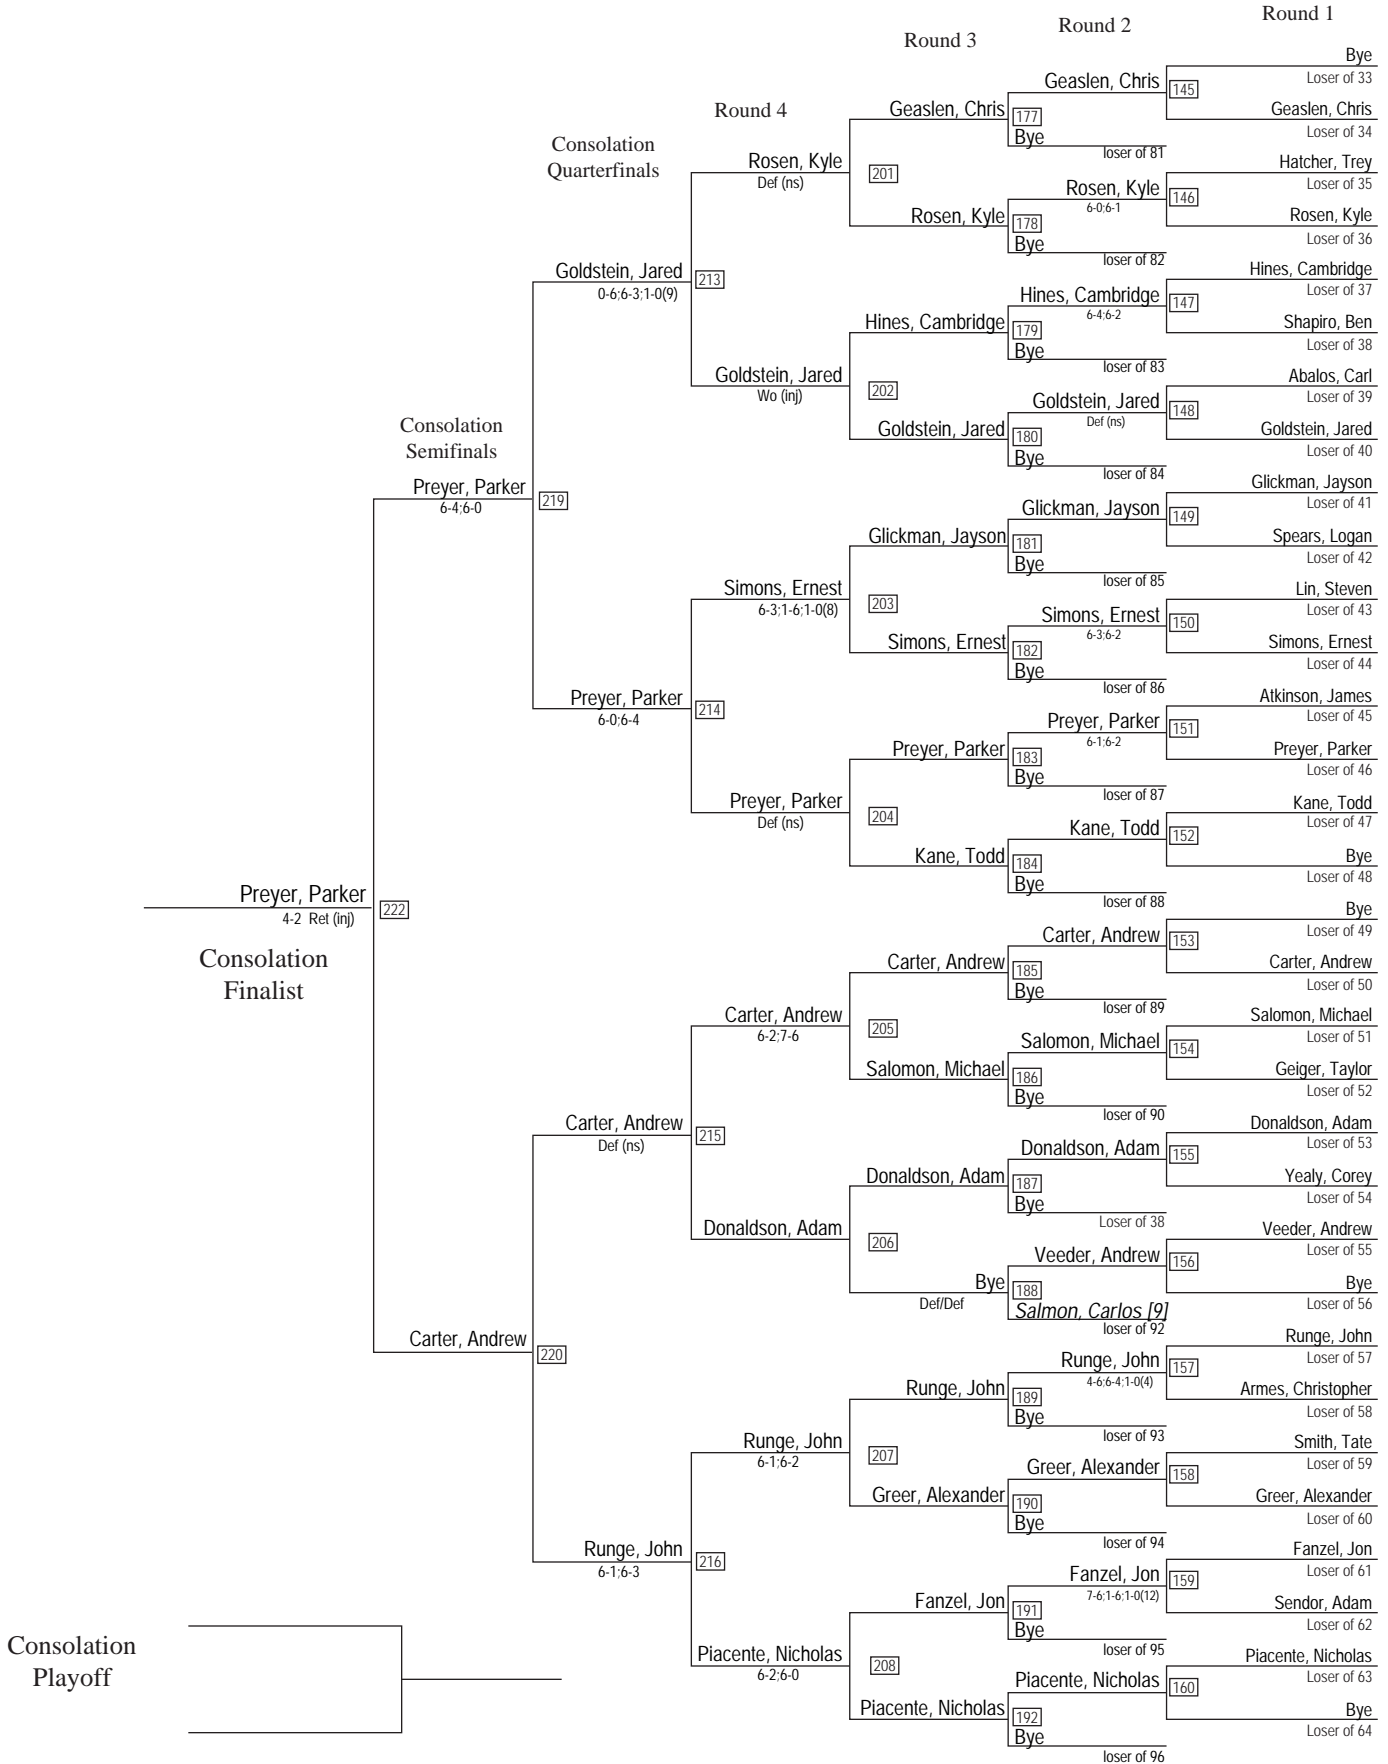 Round 1
Round 2
Round 3
Round 4
Consolation
Quarterfinals
Consolation
Semifinals
Consolation
Finalist
Consolation
Playoff
Bye
Loser of 33
145
Geaslen, Chris
Loser of 34
Hatcher, Trey
Loser of 35
146
Rosen, Kyle
Loser of 36
Hines, Cambridge
Loser of 37
147
Shapiro, Ben
Loser of 38
Abalos, Carl
Loser of 39
148
Goldstein, Jared
Loser of 40
Glickman, Jayson
Loser of 41
149
Spears, Logan
Loser of 42
Lin, Steven
Loser of 43
150
Simons, Ernest
Loser of 44
Atkinson, James
Loser of 45
151
Preyer, Parker
Loser of 46
Kane, Todd
Loser of 47
152
Bye
Loser of 48
Bye
Loser of 49
153
Carter, Andrew
Loser of 50
Salomon, Michael
Loser of 51
154
Geiger, Taylor
Loser of 52
Donaldson, Adam
Loser of 53
155
Yealy, Corey
Loser of 54
Veeder, Andrew
Loser of 55
156
Bye
Loser of 56
Runge, John
Loser of 57
157
Armes, Christopher
Loser of 58
Smith, Tate
Loser of 59
158
Greer, Alexander
Loser of 60
Fanzel, Jon
Loser of 61
159
Sendor, Adam
Loser of 62
Piacente, Nicholas
Loser of 63
160
Bye
Loser of 64
Geaslen, Chris
177
Bye
loser of 81
Rosen, Kyle
6-0;6-1
178
Bye
loser of 82
Hines, Cambridge
6-4;6-2
179
Bye
loser of 83
Goldstein, Jared
Def (ns)
180
Bye
loser of 84
Glickman, Jayson
181
Bye
loser of 85
Simons, Ernest
6-3;6-2
182
Bye
loser of 86
Preyer, Parker
6-1;6-2
183
Bye
loser of 87
Kane, Todd
184
Bye
loser of 88
Carter, Andrew
185
Bye
loser of 89
Salomon, Michael
186
Bye
loser of 90
Donaldson, Adam
187
Bye
Loser of 38
Veeder, Andrew
188
Salmon, Carlos [9]
loser of 92
Runge, John
4-6;6-4;1-0(4)
189
Bye
loser of 93
Greer, Alexander
190
Bye
loser of 94
Fanzel, Jon
7-6;1-6;1-0(12)
191
Bye
loser of 95
Piacente, Nicholas
192
Bye
loser of 96
Geaslen, Chris
201
Rosen, Kyle
Hines, Cambridge
202
Goldstein, Jared
Glickman, Jayson
203
Simons, Ernest
Preyer, Parker
204
Kane, Todd
Carter, Andrew
205
Salomon, Michael
Donaldson, Adam
206
Bye
Def/Def
Runge, John
207
Greer, Alexander
Fanzel, Jon
208
Piacente, Nicholas
Rosen, Kyle
Def (ns)
213
Goldstein, Jared
Wo (inj)
Simons, Ernest
6-3;1-6;1-0(8)
214
Preyer, Parker
Def (ns)
Carter, Andrew
6-2;7-6
215
Donaldson, Adam
Runge, John
6-1;6-2
216
Piacente, Nicholas
6-2;6-0
Goldstein, Jared
0-6;6-3;1-0(9)
219
Preyer, Parker
6-0;6-4
Carter, Andrew
Def (ns)
220
Runge, John
6-1;6-3
Preyer, Parker
6-4;6-0
222
Carter, Andrew
Preyer, Parker
4-2 Ret (inj)